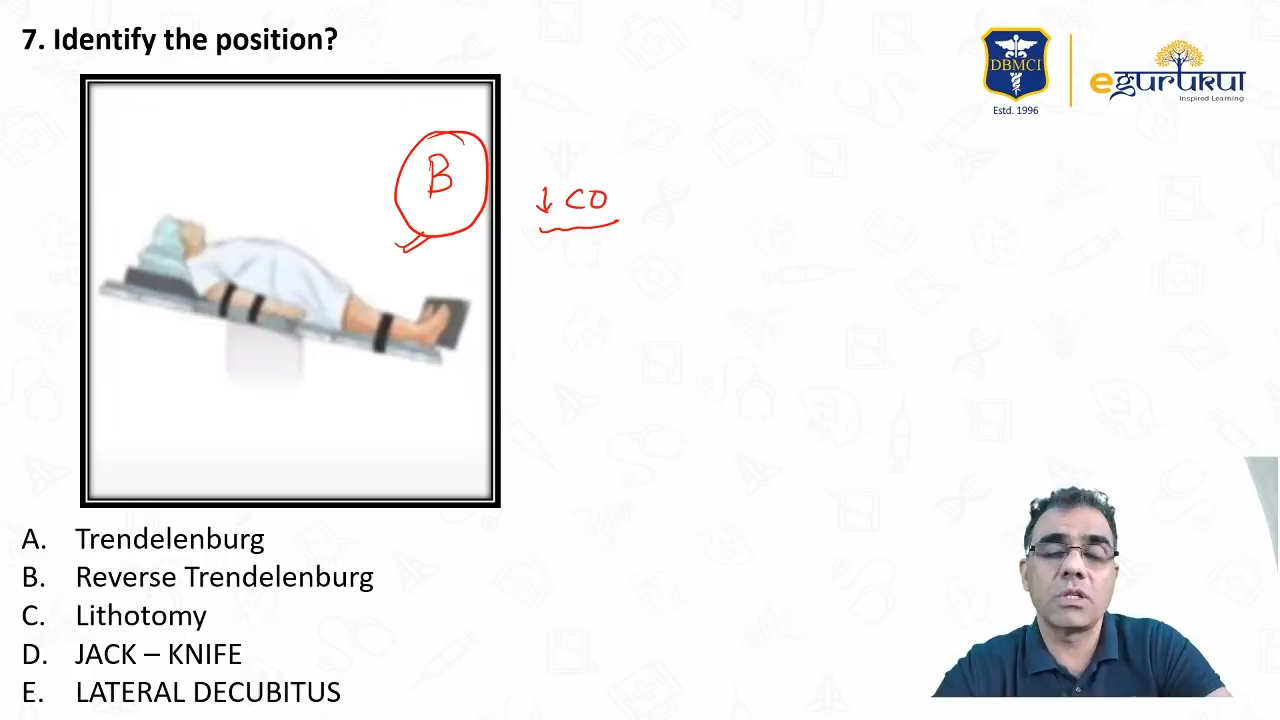 7. Identify the position?
DBMCI
Estd. 1996
egurukul
Inspired Learning
B
↓ CO
A. Trendelenburg
B. Reverse Trendelenburg
C. Lithotomy
D. JACK – KNIFE
E. LATERAL DECUBITUS